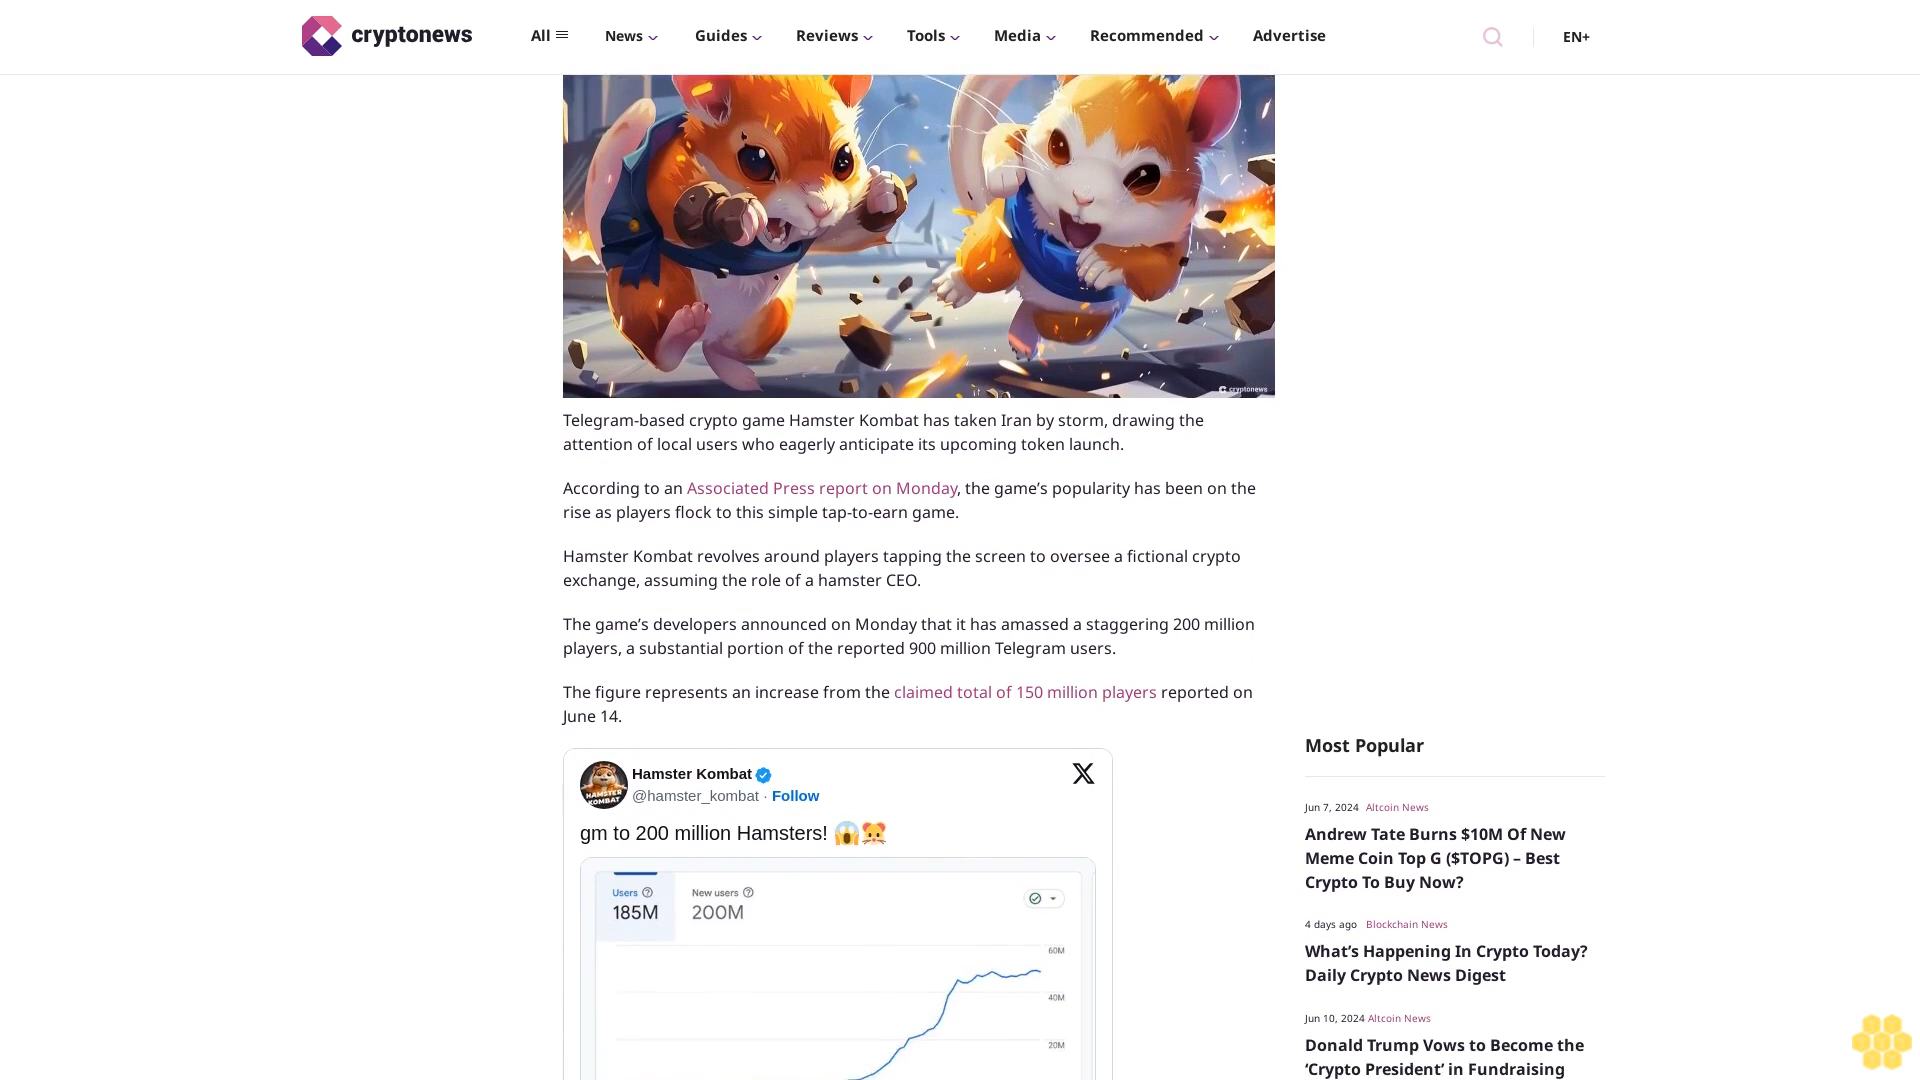 cryptonews
All
News
Guides
Reviews
Tools
Media
Recommended
Advertise
EN+
cryptonews
Telegram-based crypto game Hamster Kombat has taken Iran by storm, drawing the
attention of local users who eagerly anticipate its upcoming token launch.
According to an Associated Press report on Monday, the game’s popularity has been on the
rise as players flock to this simple tap-to-earn game.
Hamster Kombat revolves around players tapping the screen to oversee a fictional crypto
exchange, assuming the role of a hamster CEO.
The game’s developers announced on Monday that it has amassed a staggering 200 million
players, a substantial portion of the reported 900 million Telegram users.
The figure represents an increase from the claimed total of 150 million players reported on
June 14.
HAMSTER
KOMBAT
Hamster Kombat
@hamster_kombat · Follow
gm to 200 million Hamsters! 😱🐹
Users
185M
New users
200M
60M
40M
20M
Most Popular
Jun 7, 2024 Altcoin News
Andrew Tate Burns $10M Of New
Meme Coin Top G ($TOPG) – Best
Crypto To Buy Now?
4 days ago Blockchain News
What’s Happening In Crypto Today?
Daily Crypto News Digest
Jun 10, 2024 Altcoin News
Donald Trump Vows to Become the
‘Crypto President’ in Fundraising